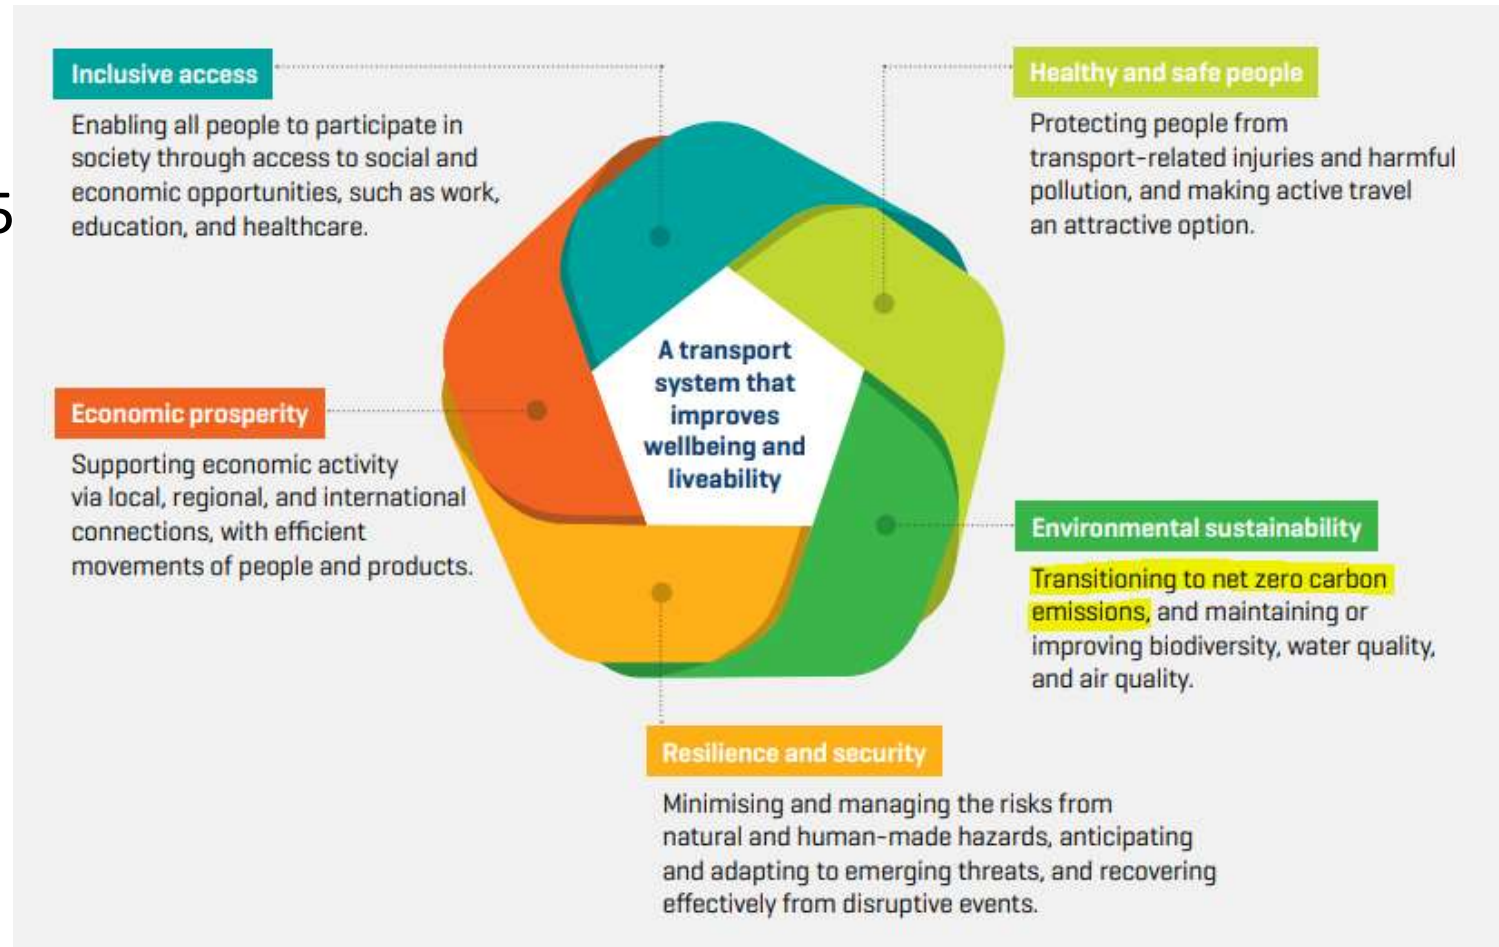 Inclusive access
Enabling all people to participate in
society through access to social and
economic opportunities, such as work,
education, and healthcare.
Healthy and safe people
Protecting people from
transport-related injuries and harmful
pollution, and making active travel
an attractive option.
5
A transport
system that
improves
wellbeing and
liveability
Economic prosperity
Supporting economic activity
via local, regional, and international
connections, with efficient
movements of people and products.
Environmental sustainability
Transitioning to net zero carbon
emissions, and maintaining or
improving biodiversity, water quality,
and air quality.
Resilience and security
Minimising and managing the risks from
natural and human-made hazards, anticipating
and adapting to emerging threats, and recovering
effectively from disruptive events.